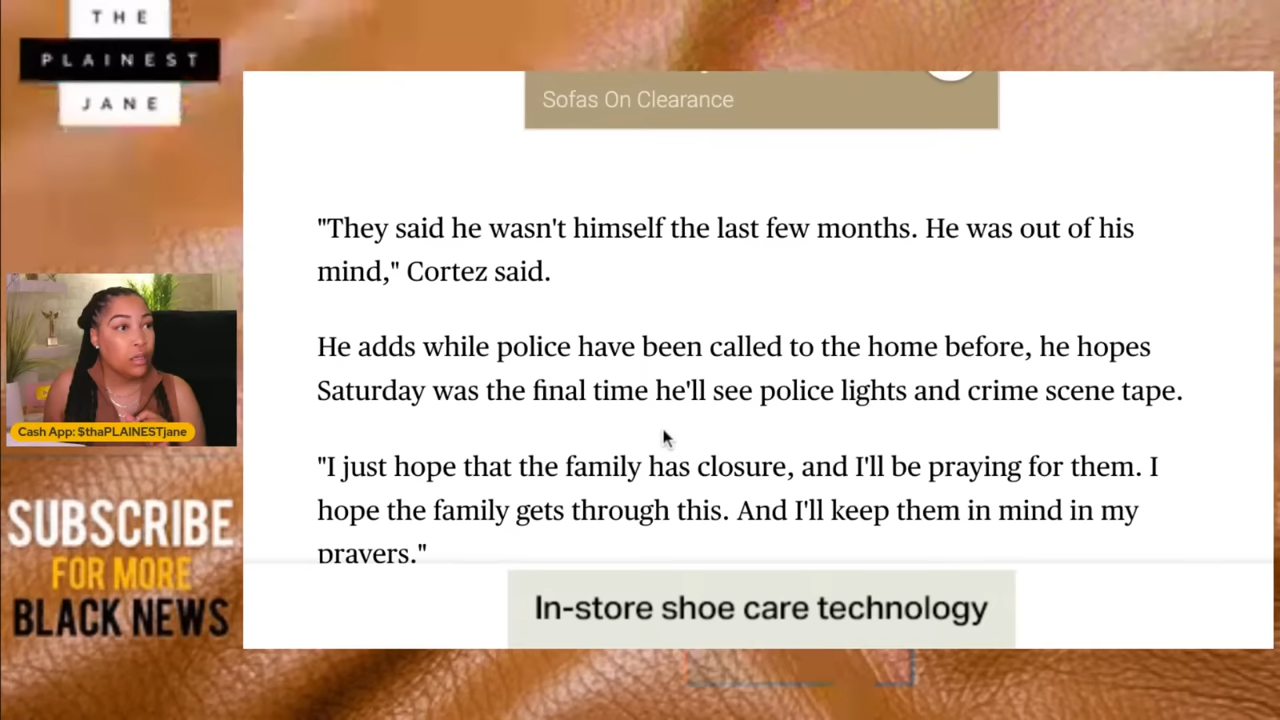 THE
PLAINEST
JANE
Sofas On Clearance
"They said he wasn't himself the last few months. He was out of his
mind," Cortez said.
He adds while police have been called to the home before, he hopes
Saturday was the final time he'll see police lights and crime scene tape.
"I just hope that the family has closure, and I'll be praying for them. I
hope the family gets through this. And I'll keep them in mind in my
prayers."
Cash App: $thaPLAINESTjane
SUBSCRIBE
FOR MORE
BLACK NEWS
In-store shoe care technology